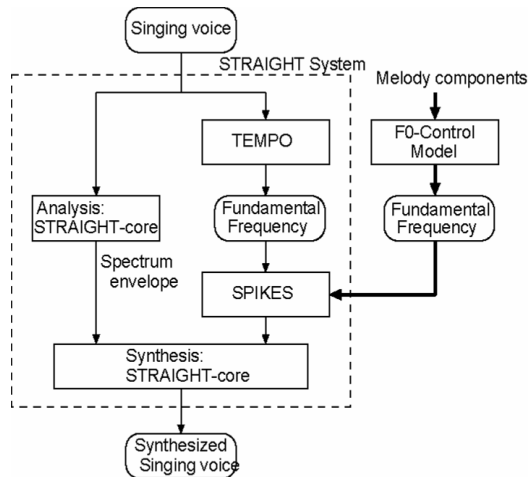 Singing voice
STRAIGHT System
Melody components
TEMPO
F0-Control
Model
Analysis:
STRAIGHT-core
Fundamental
Frequency
Fundamental
Frequency
Spectrum
envelope
SPIKES
Synthesis:
STRAIGHT-core
Synthesized
Singing voice